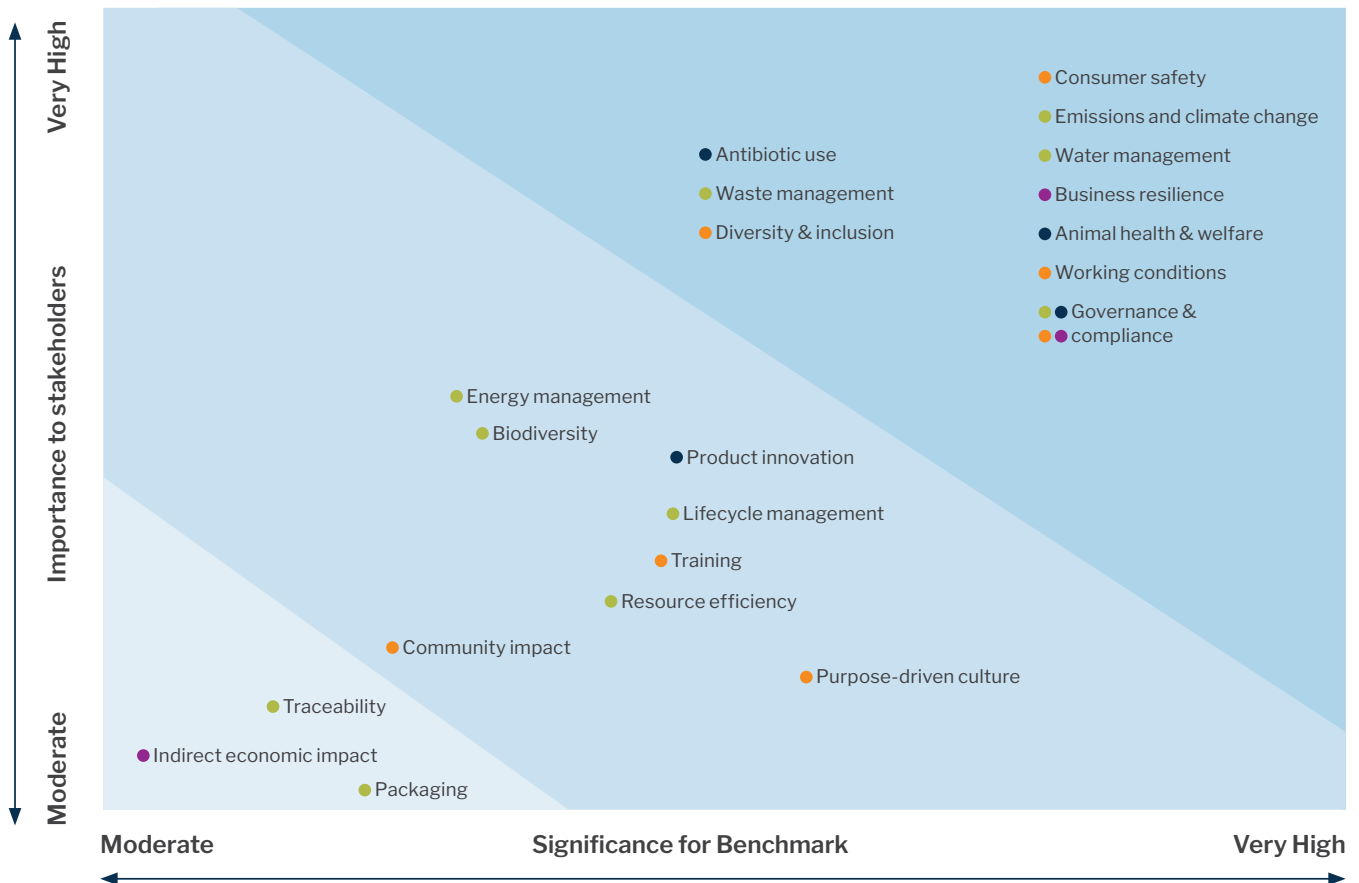 Very High
Importance to stakeholders
Moderate
Consumer safety
Emissions and climate change
Antibiotic use
Water management
Waste management
Business resilience
Diversity & inclusion
Animal health & welfare
Working conditions
Governance &
compliance
Energy management
Biodiversity
Product innovation
Lifecycle management
Training
Resource efficiency
Community impact
Purpose-driven culture
Traceability
Indirect economic impact
Packaging
Moderate
Significance for Benchmark
Very High